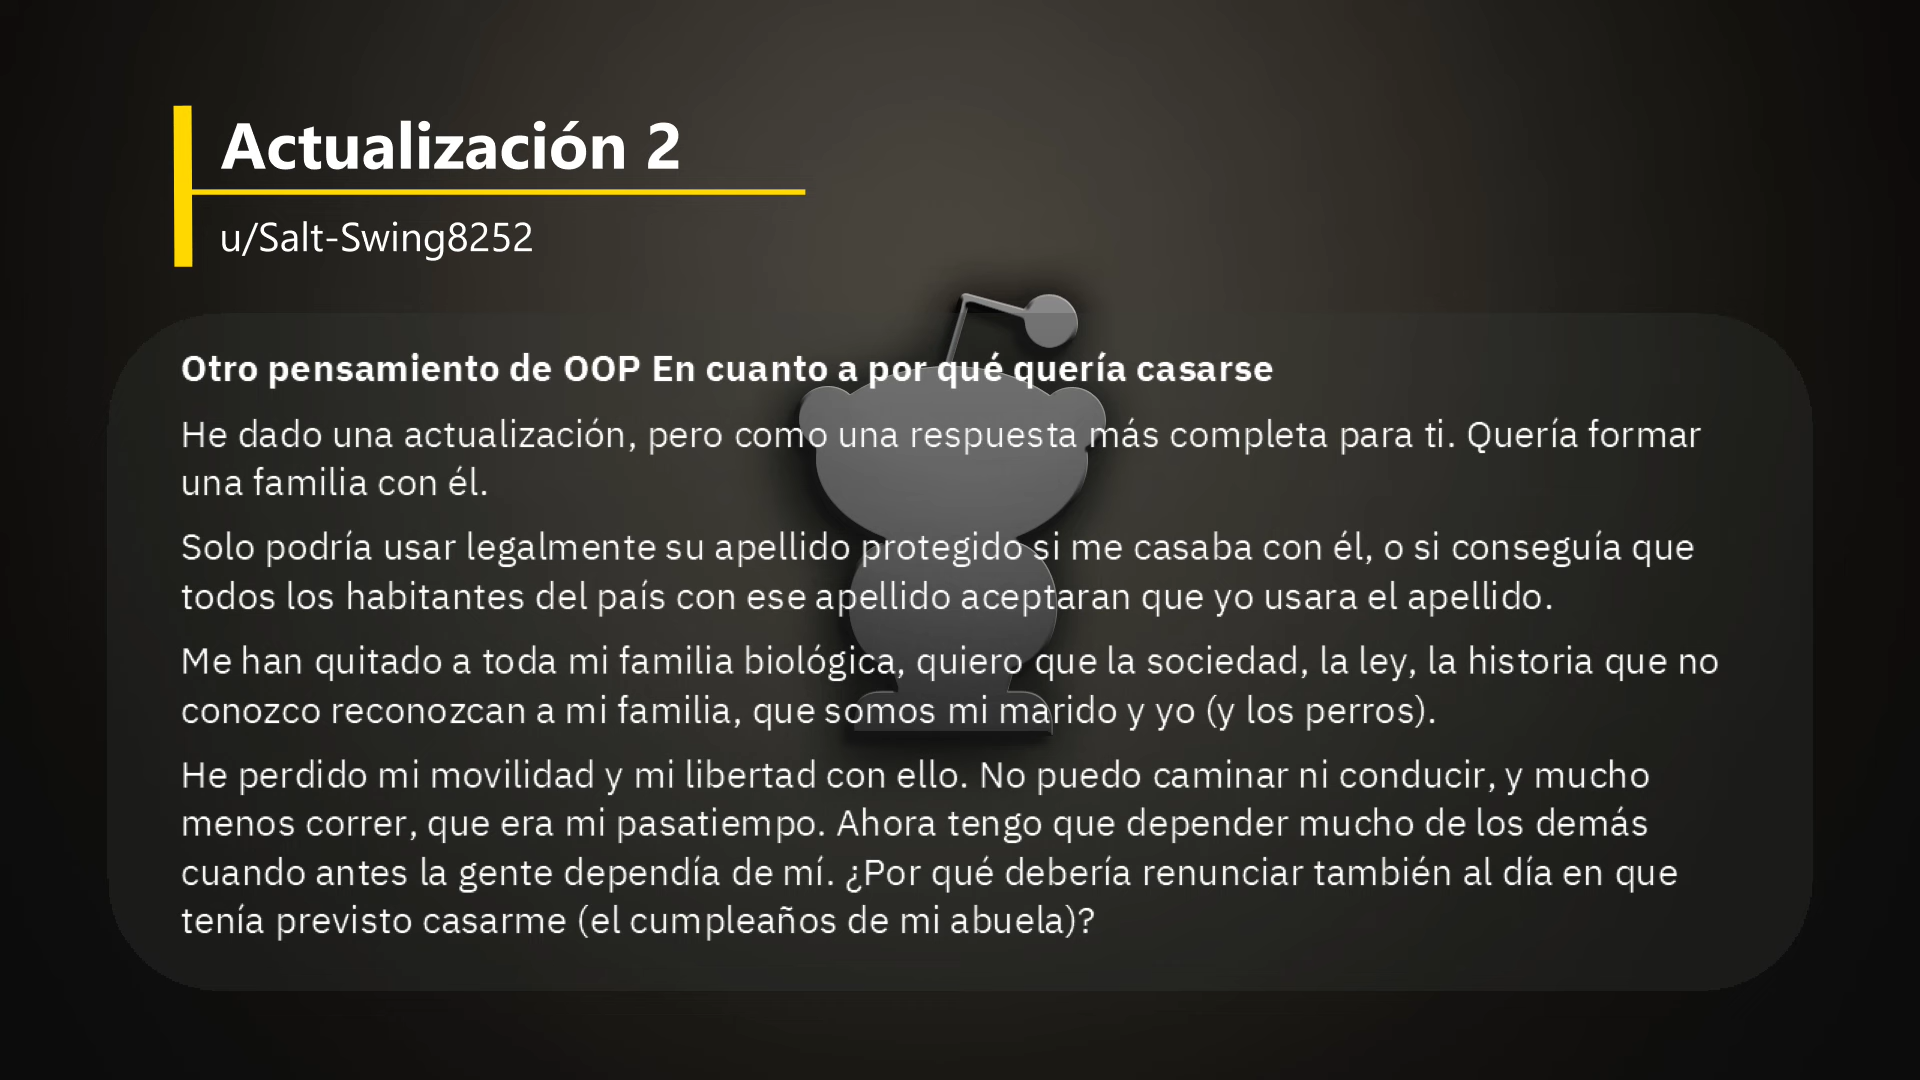 Actualización 2
u/Salt-Swing8252
Otro pensamiento de OOP En cuanto a por qué quería casarse
He dado una actualización, pero como una respuesta más completa para ti. Quería formar
una familia con él.
Solo podría usar legalmente su apellido protegido si me casaba con él, o si conseguía que
todos los habitantes del país con ese apellido aceptaran que yo usara el apellido.
Me han quitado a toda mi familia biológica, quiero que la sociedad, la ley, la historia que no
conozco reconozcan a mi familia, que somos mi marido y yo (y los perros).
He perdido mi movilidad y mi libertad con ello. No puedo caminar ni conducir, y mucho
menos correr, que era mi pasatiempo. Ahora tengo que depender mucho de los demás
cuando antes la gente dependía de mí. ¿Por qué debería renunciar también al día en que
tenía previsto casarme (el cumpleaños de mi abuela)?